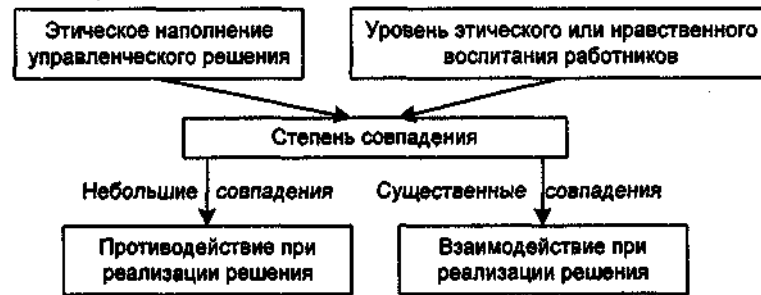 Этическое наполнение
управленческого решения
Уровень этического или нравственного
воспитания работников
Степень совпадения
Небольшие совпадения
Существенные совпадения
Противодействие при
реализации решения
Взаимодействие при
реализации решения